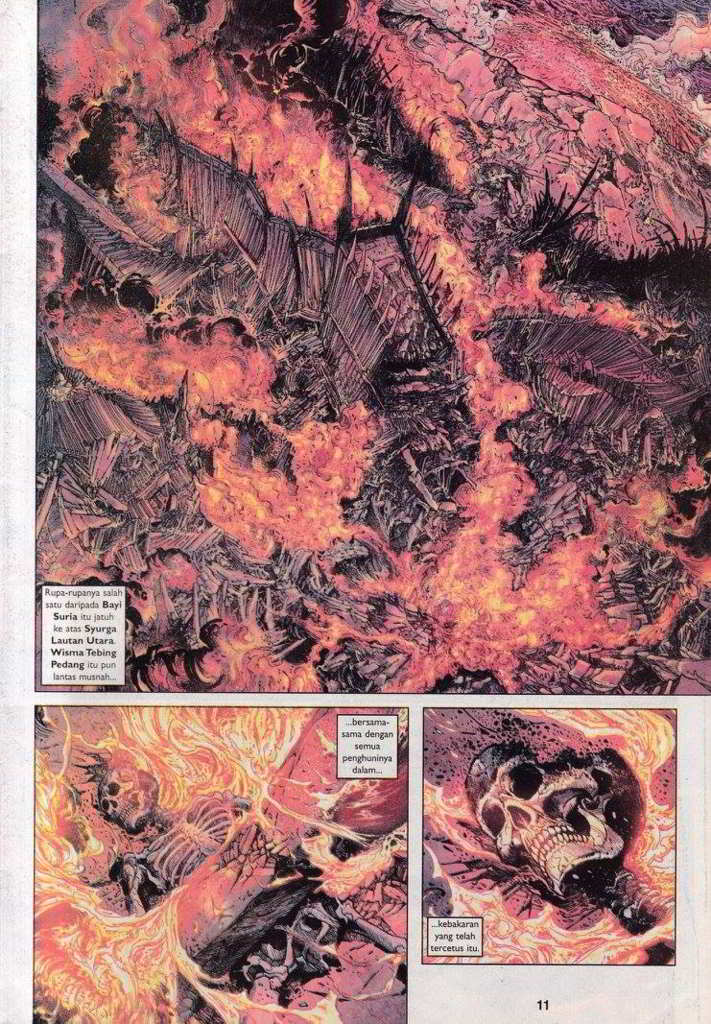 Rupa-rupanya salah
satu daripada Bayi
Suria itu jatuh
ke atas Syurga
Lautan Utara.
Wisma Tebing
Pedang itu pun
lantas musnah...
...bersama-
sama dengan
semua
penghuninya
dalam...
...kebakaran
yang telah
tercetus itu.
11